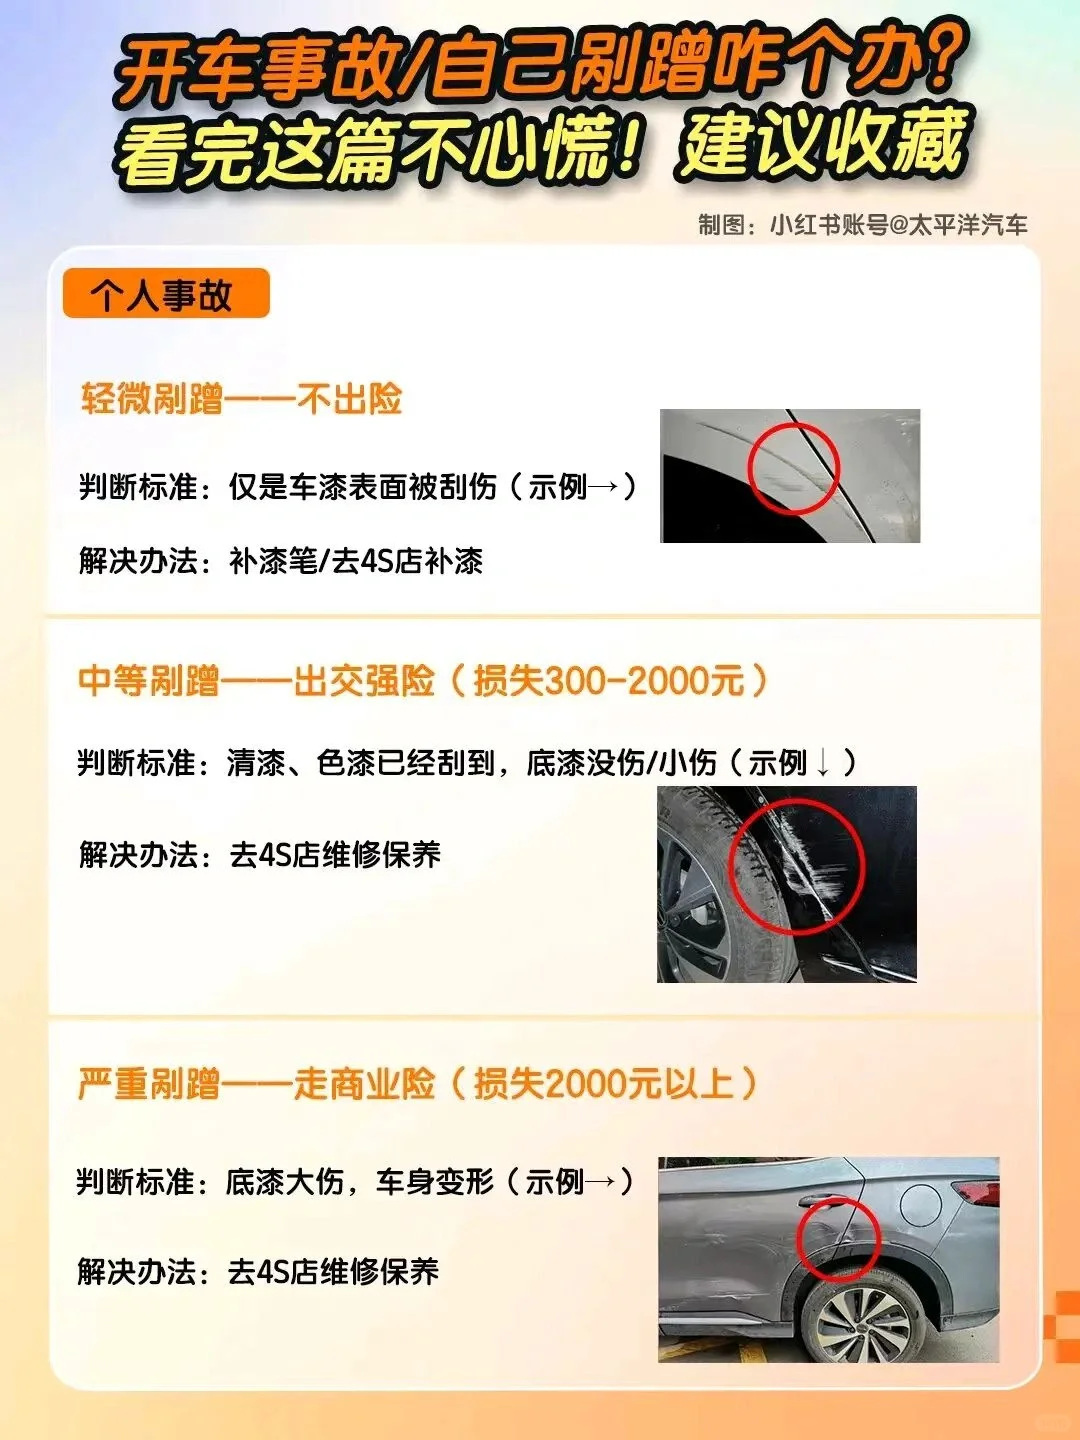 开车事故/自己剐蹭咋个办？
看完这篇不心慌！建议收藏
制图：小红书账号@太平洋汽车
个人事故
轻微剐蹭——不出险
判断标准：仅是车漆表面被刮伤（示例→）
解决办法：补漆笔/去4S店补漆
中等剐蹭——出交强险（损失300-2000元）
判断标准：清漆、色漆已经刮到，底漆没伤/小伤（示例↓）
解决办法：去4S店维修保养
严重剐蹭——走商业险（损失2000元以上）
判断标准：底漆大伤，车身变形（示例→）
解决办法：去4S店维修保养